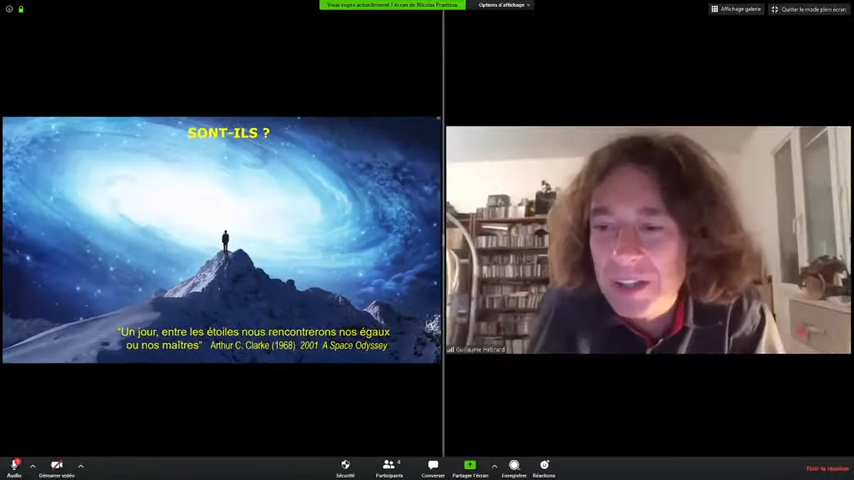 Vous voyez actuellement l'écran de Nicolas Prantzos
Options d'affichage
Affichage galerie
Quitter le mode plein écran
SONT-ILS ?
"Un jour, entre les étoiles nous rencontrerons nos égaux
ou nos maîtres" Arthur C. Clarke (1968) 2001 A Space Odyssey
Guillaume Hébrard
Audio
Démarrer vidéo
Sécurité
Participants
4
Converser
Partager l'écran
Enregistrer
Réactions
Finir la réunion